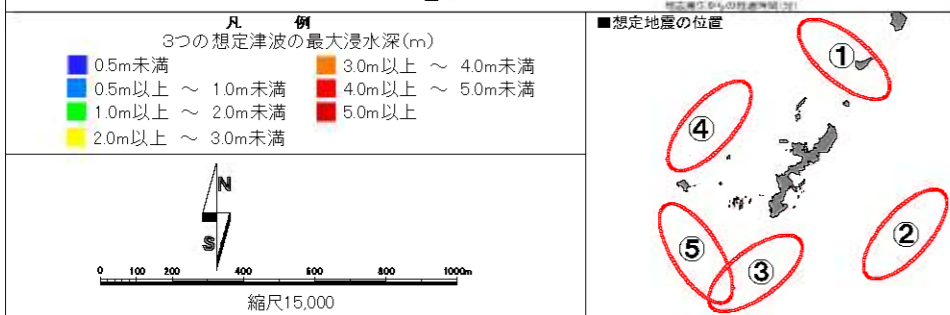 凡 例
3つの想定津波の最大浸水深(m)
0.5m未満
0.5m以上 ～ 1.0m未満
1.0m以上 ～ 2.0m未満
2.0m以上 ～ 3.0m未満
3.0m以上 ～ 4.0m未満
4.0m以上 ～ 5.0m未満
5.0m以上
N
S
0 100 200 400 600 800 1000m
縮尺15,000
■想定地震の位置
①
④
②
⑤
③